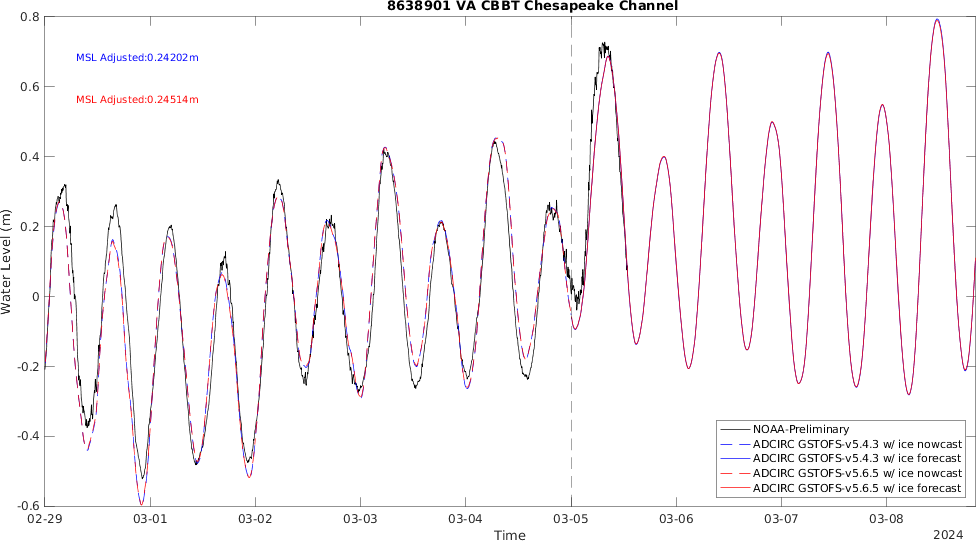 8638901 VA CBBT Chesapeake Channel
0.8
MSL Adjusted:0.24202m
0.6
MSL Adjusted:0.24514m
0.4
0.2
Water Level (m)
0
-0.2
-0.4
-0.6
NOAA-Preliminary
ADCIRC GSTOFS-v5.4.3 w/ ice nowcast
ADCIRC GSTOFS-v5.4.3 w/ ice forecast
ADCIRC GSTOFS-v5.6.5 w/ ice nowcast
ADCIRC GSTOFS-v5.6.5 w/ ice forecast
02-29 03-01 03-02 03-03 03-04 03-05 03-06 03-07 03-08
Time
2024